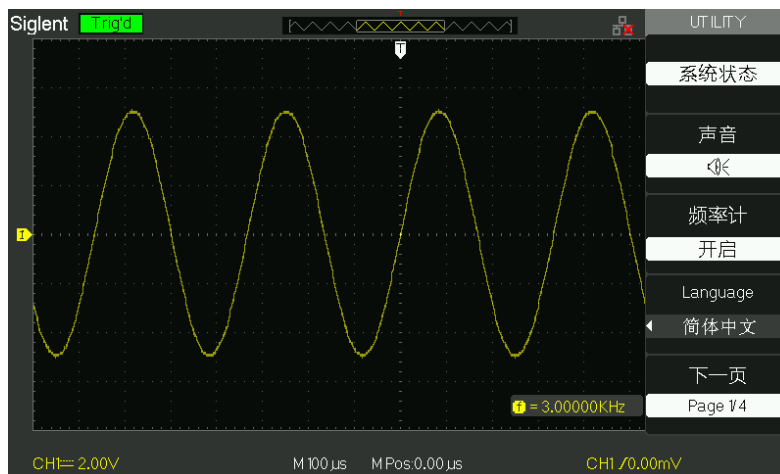 Siglent Trig'd
T
1
f = 3.00000KHz
CH1 2.00V M 100μs M Pos:0.00μs CH1 0.00mV
UTILITY
系统状态
声音
频率计
开启
Language
简体中文
下一页
Page 1/4